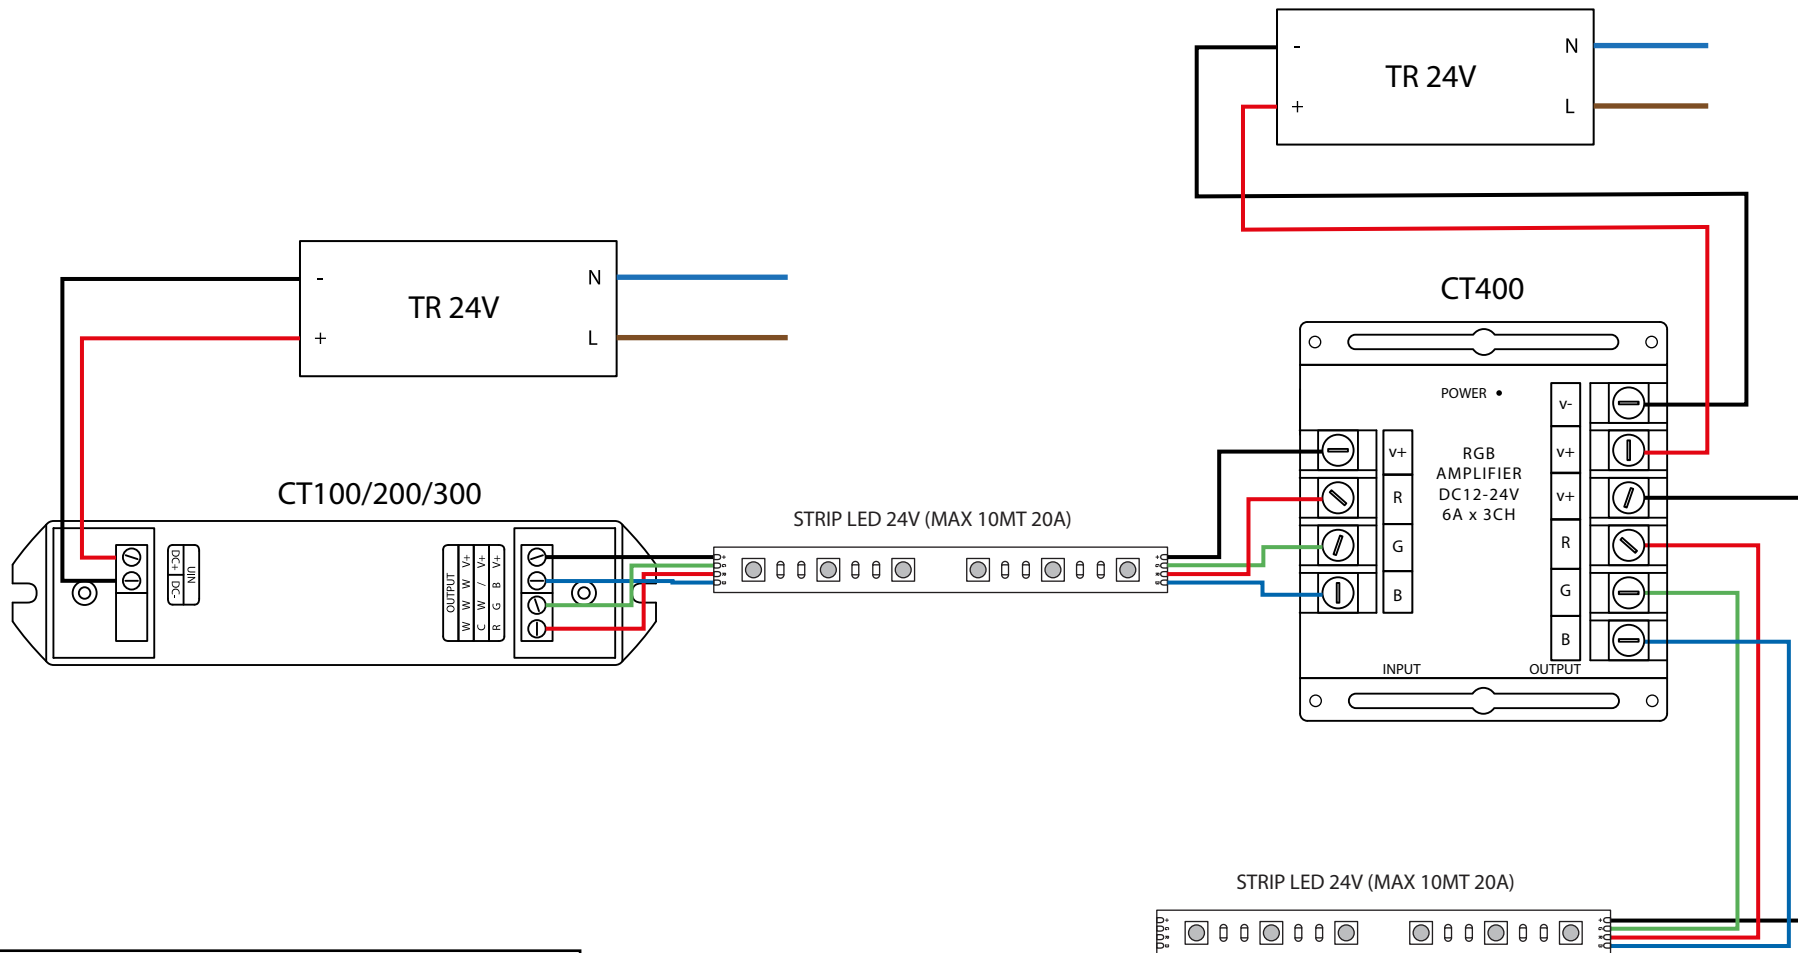 -
N
TR 24V
+
L
CT400
-
N
TR 24V
+
L
POWER
v-
v+
RGB
AMPLIFIER
DC12-24V
6A x 3CH
v+
v+
R
R
G
G
B
B
INPUT
OUTPUT
CT100/200/300
STRIP LED 24V (MAX 10MT 20A)
DC+ DC-
UIN
OUTPUT
W W W V+
C W / V+
R G B V+
STRIP LED 24V (MAX 10MT 20A)